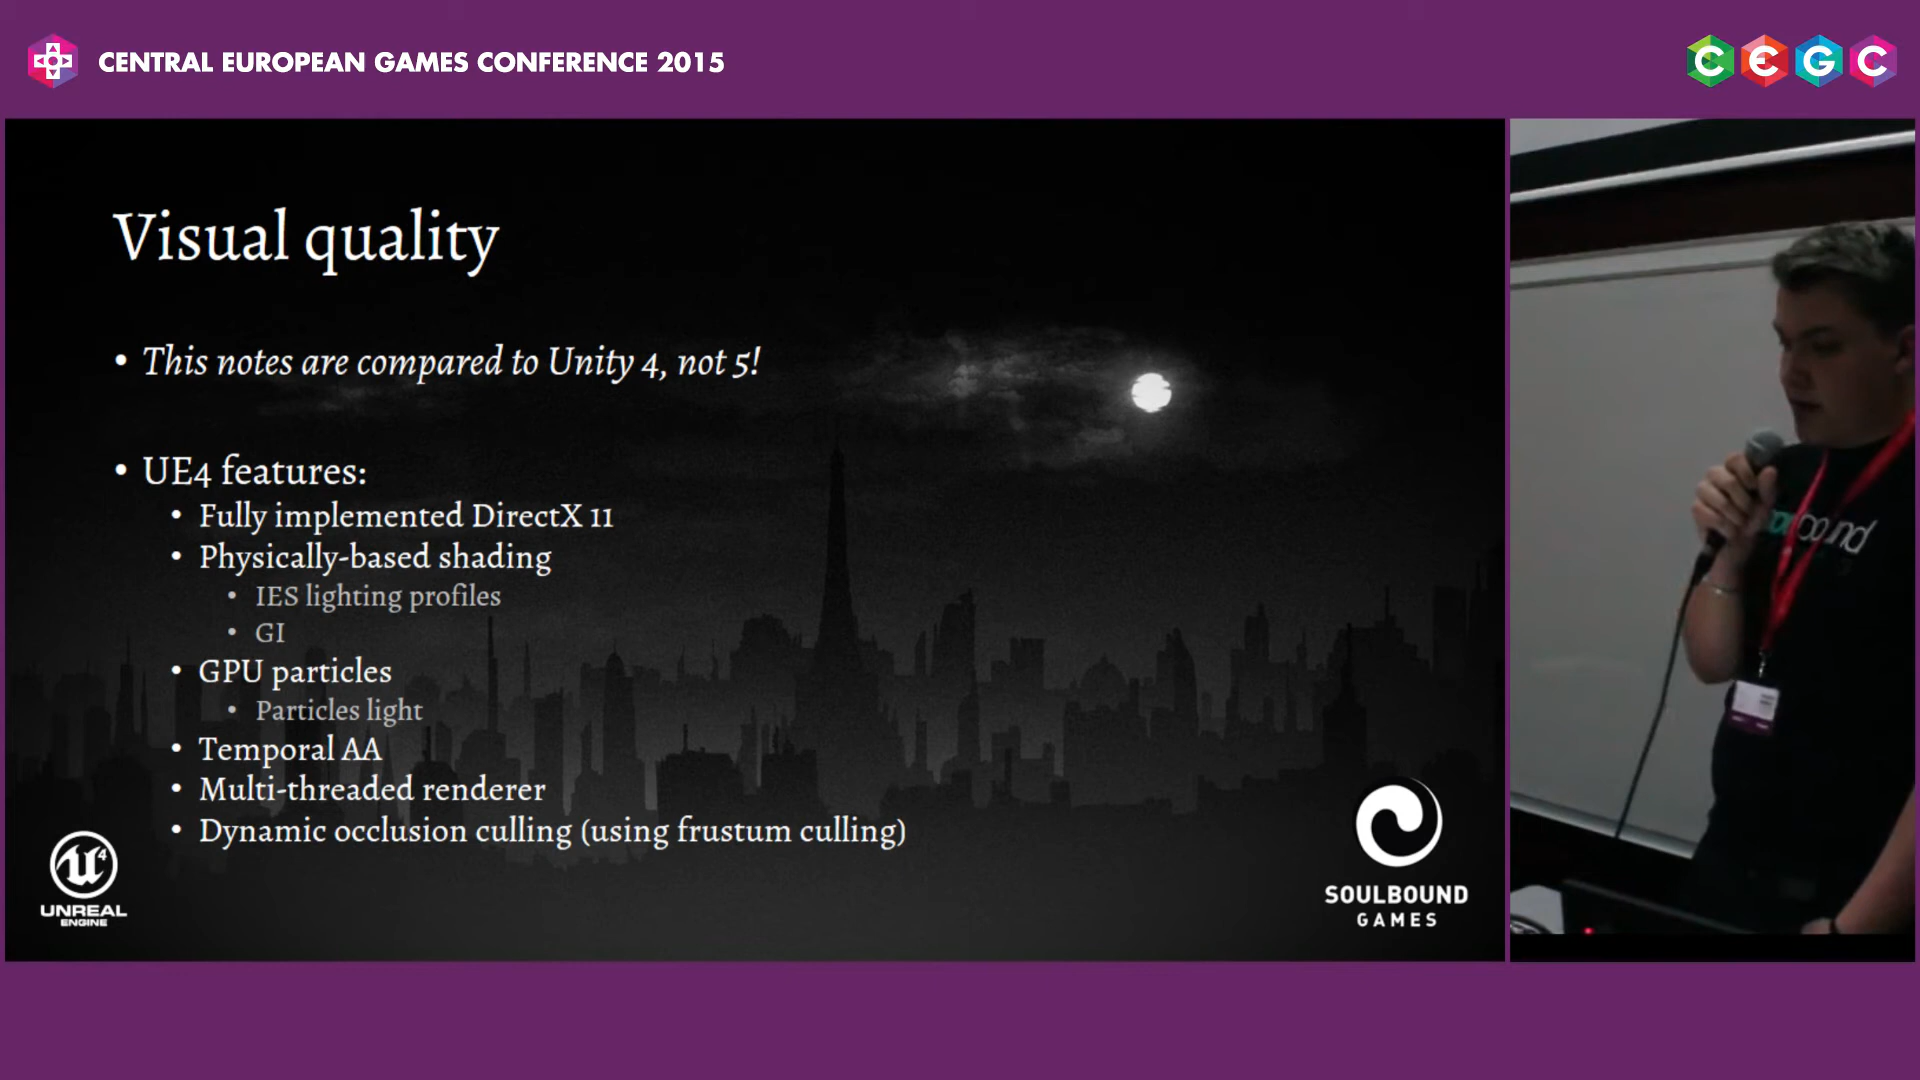 CENTRAL EUROPEAN GAMES CONFERENCE 2015
C E G C
Visual quality
• This notes are compared to Unity 4, not 5!
• UE4 features:
• Fully implemented DirectX 11
• Physically-based shading
• IES lighting profiles
• GI
• GPU particles
• Particles light
• Temporal AA
• Multi-threaded renderer
• Dynamic occlusion culling (using frustum culling)
U4
UNREAL
ENGINE
SOULBOUND
GAMES